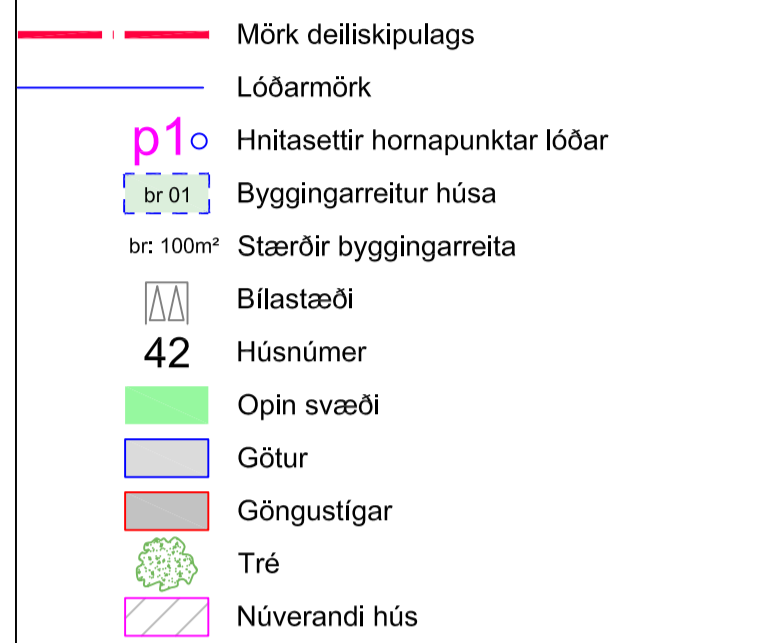 Mörk deiliskipulags
Lóðarmörk
p1 Hnitasettir hornapunktar lóðar
br 01 Byggingarreitur húsa
br: 100m² Stærðir byggingarreita
Bílastæði
42 Húsnúmer
Opin svæði
Götur
Göngustígar
Tré
Núverandi hús